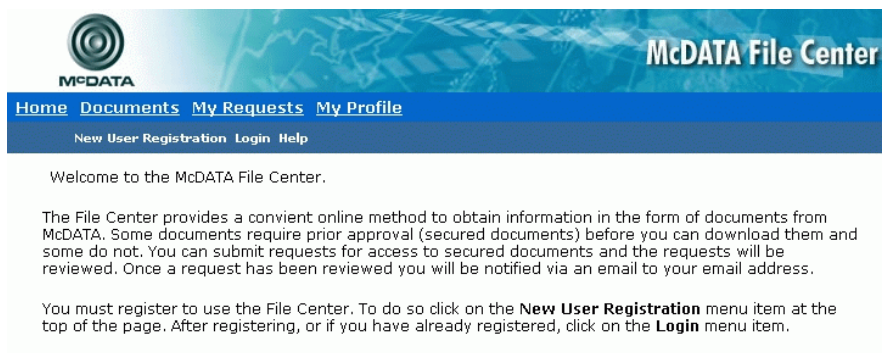 McDATA
McDATA File Center
Home Documents My Requests My Profile
New User Registration Login Help
Welcome to the McDATA File Center.
The File Center provides a convient online method to obtain information in the form of documents from
McDATA. Some documents require prior approval (secured documents) before you can download them and
some do not. You can submit requests for access to secured documents and the requests will be
reviewed. Once a request has been reviewed you will be notified via an email to your email address.
You must register to use the File Center. To do so click on the New User Registration menu item at the
top of the page. After registering, or if you have already registered, click on the Login menu item.